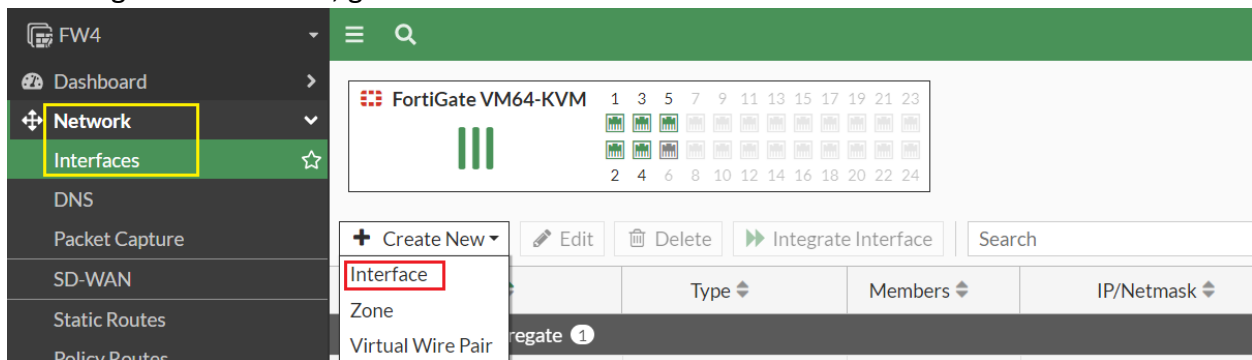 FW4
Dashboard
Network
Interfaces
DNS
Packet Capture
SD-WAN
Static Routes
Policy Routes
FortiGate VM64-KVM
1 3 5 7 9 11 13 15 17 19 21 23
2 4 6 8 10 12 14 16 18 20 22 24
Create New Edit Delete Integrate Interface Search
Interface
Zone
Virtual Wire Pair
Type Members IP/Netmask
regate 1